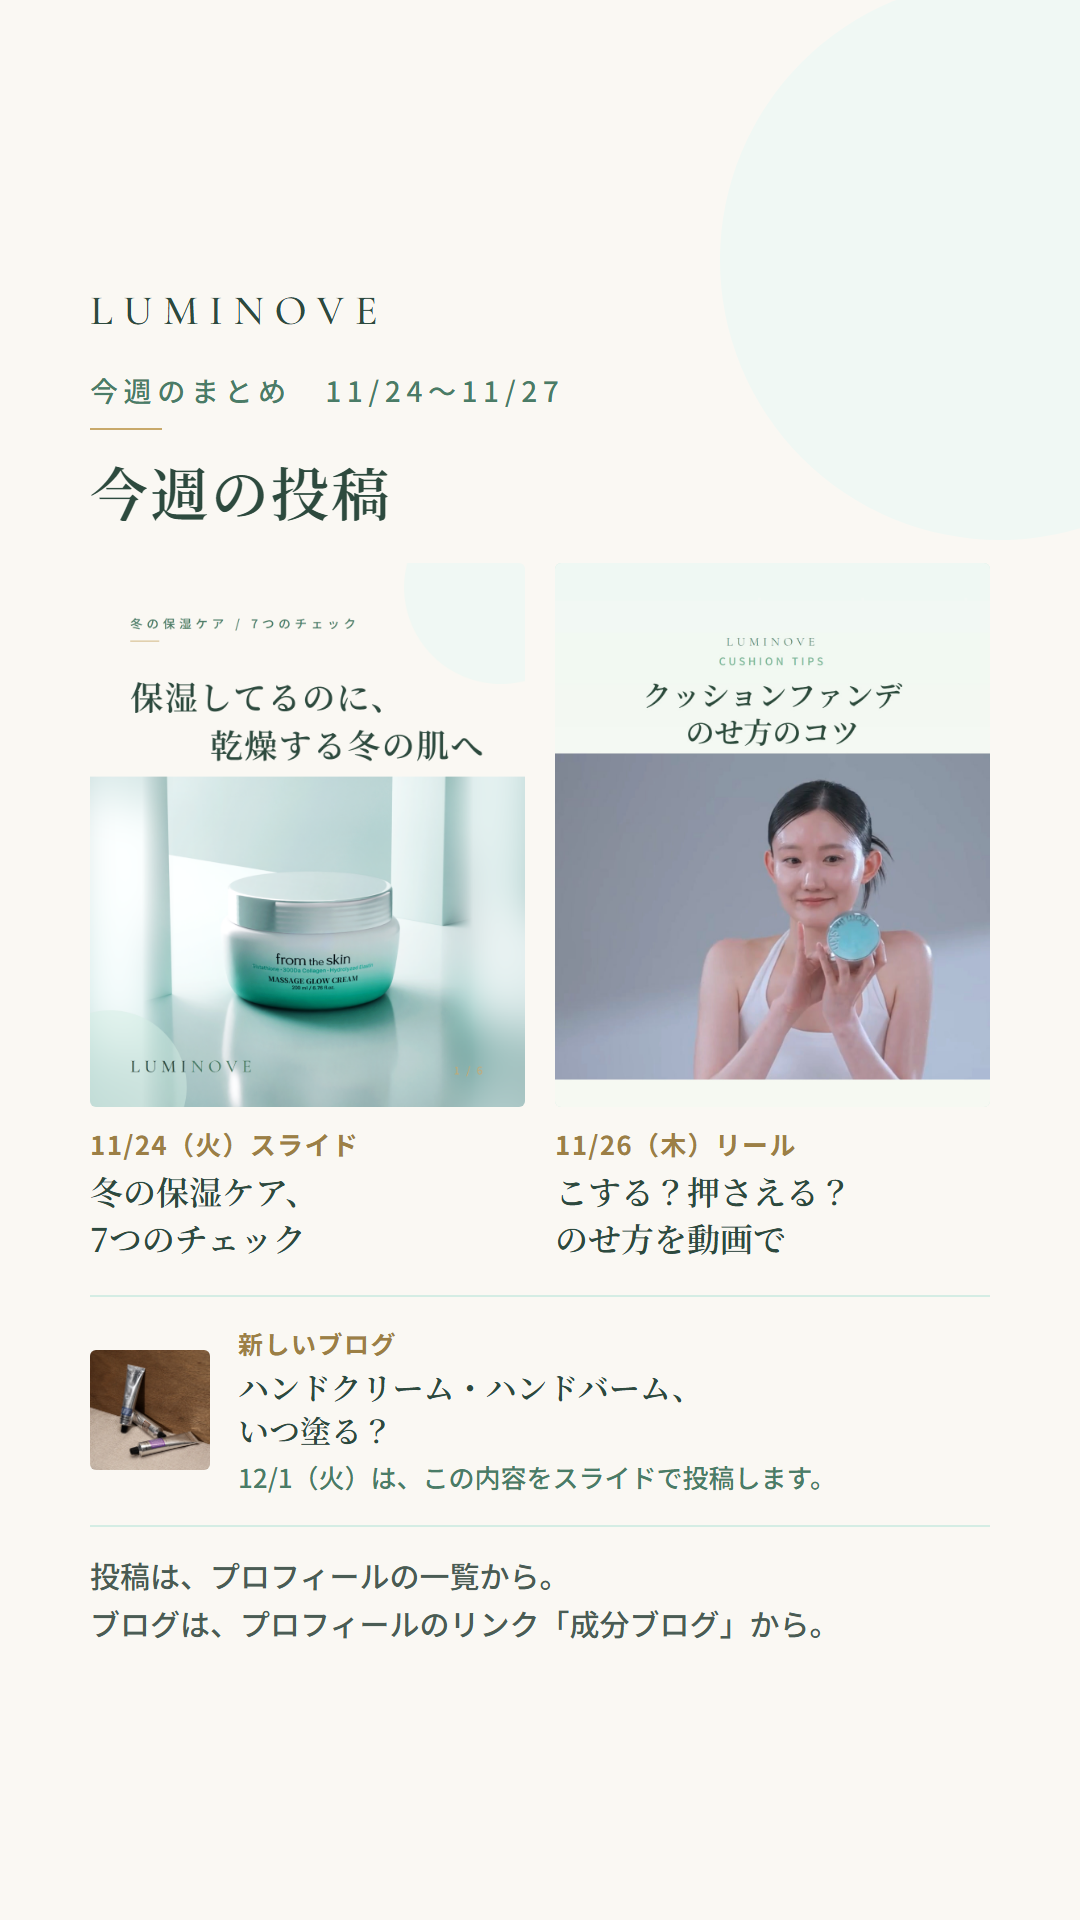 LUMINOVE
今週のまとめ 11/24〜11/27
今週の投稿
冬の保湿ケア / 7つのチェック
保湿してるのに、
乾燥する冬の肌へ
from the skin
MASSAGE GLOW CREAM
LUMINOVE
11/24（火）スライド
冬の保湿ケア、
7つのチェック
LUMINOVE
CUSHION TIPS
クッションファンデ
のせ方のコツ
11/26（木）リール
こする？押さえる？
のせ方を動画で
新しいブログ
ハンドクリーム・ハンドバーム、
いつ塗る？
12/1（火）は、この内容をスライドで投稿します。
投稿は、プロフィールの一覧から。
ブログは、プロフィールのリンク「成分ブログ」から。